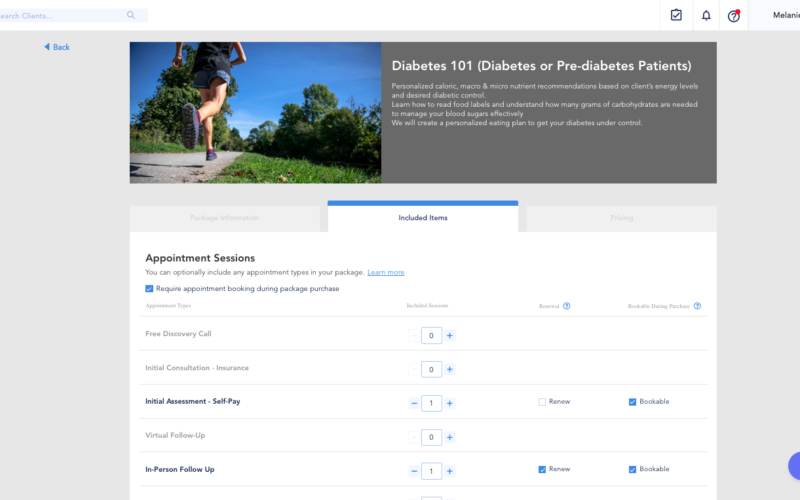 Search Clients...
Melanie
Back
Diabetes 101 (Diabetes or Pre-diabetes Patients)
Personalized caloric, macro & micro nutrient recommendations based on client's energy levels
and desired diabetic control.
Learn how to read food labels and understand how many grams of carbohydrates are needed
to manage your blood sugars effectively
We will create a personalized eating plan to get your diabetes under control.
Package Information
Included Items
Pricing
Appointment Sessions
You can optionally include any appointment types in your package. Learn more
Require appointment booking during package purchase
Appointment Types Included Sessions Renewed Bookable During Purchase
Free Discovery Call 0
Initial Consultation - Insurance 0
Initial Assessment - Self-Pay 1 Renew Bookable
Virtual Follow-Up 0
In-Person Follow Up 1 Renew Bookable